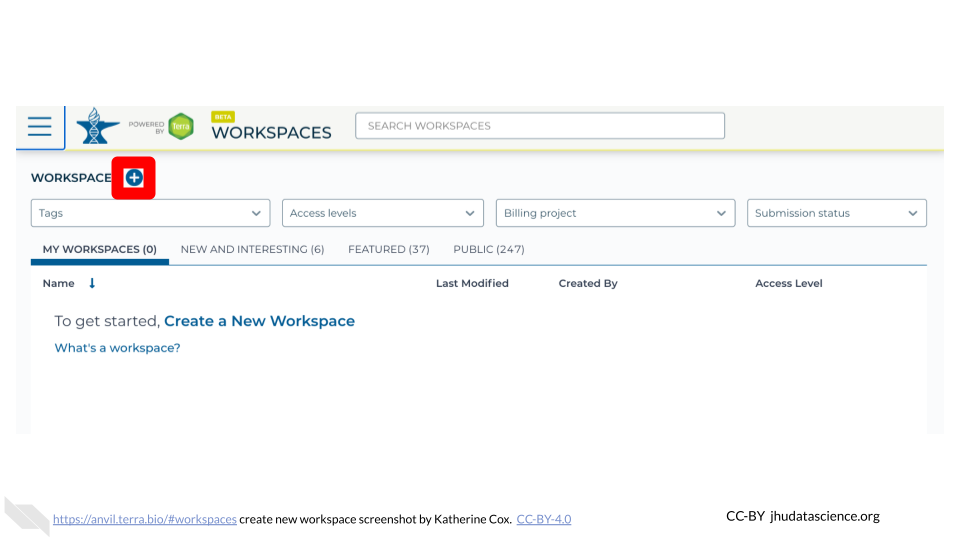 POWERED BY Terra BETA WORKSPACES SEARCH WORKSPACES
WORKSPACE
Tags Access levels Billing project Submission status
MY WORKSPACES (0) NEW AND INTERESTING (6) FEATURED (37) PUBLIC (247)
Name Last Modified Created By Access Level
To get started, Create a New Workspace
What's a workspace?
https://anvil.terra.bio/#workspaces create new workspace screenshot by Katherine Cox. CC-BY-4.0
CC-BY jhudatascience.org